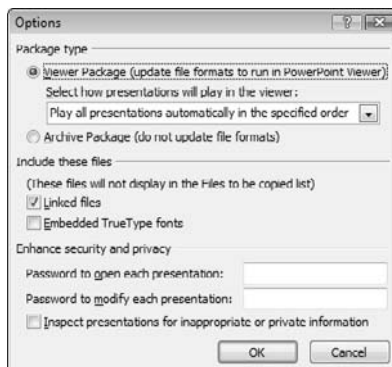 Options
Package type
Viewer Package (update file formats to run in PowerPoint Viewer)
Select how presentations will play in the viewer:
Play all presentations automatically in the specified order
Archive Package (do not update file formats)
Include these files
(These files will not display in the Files to be copied list)
Linked files
Embedded TrueType fonts
Enhance security and privacy
Password to open each presentation:
Password to modify each presentation:
Inspect presentations for inappropriate or private information
OK Cancel